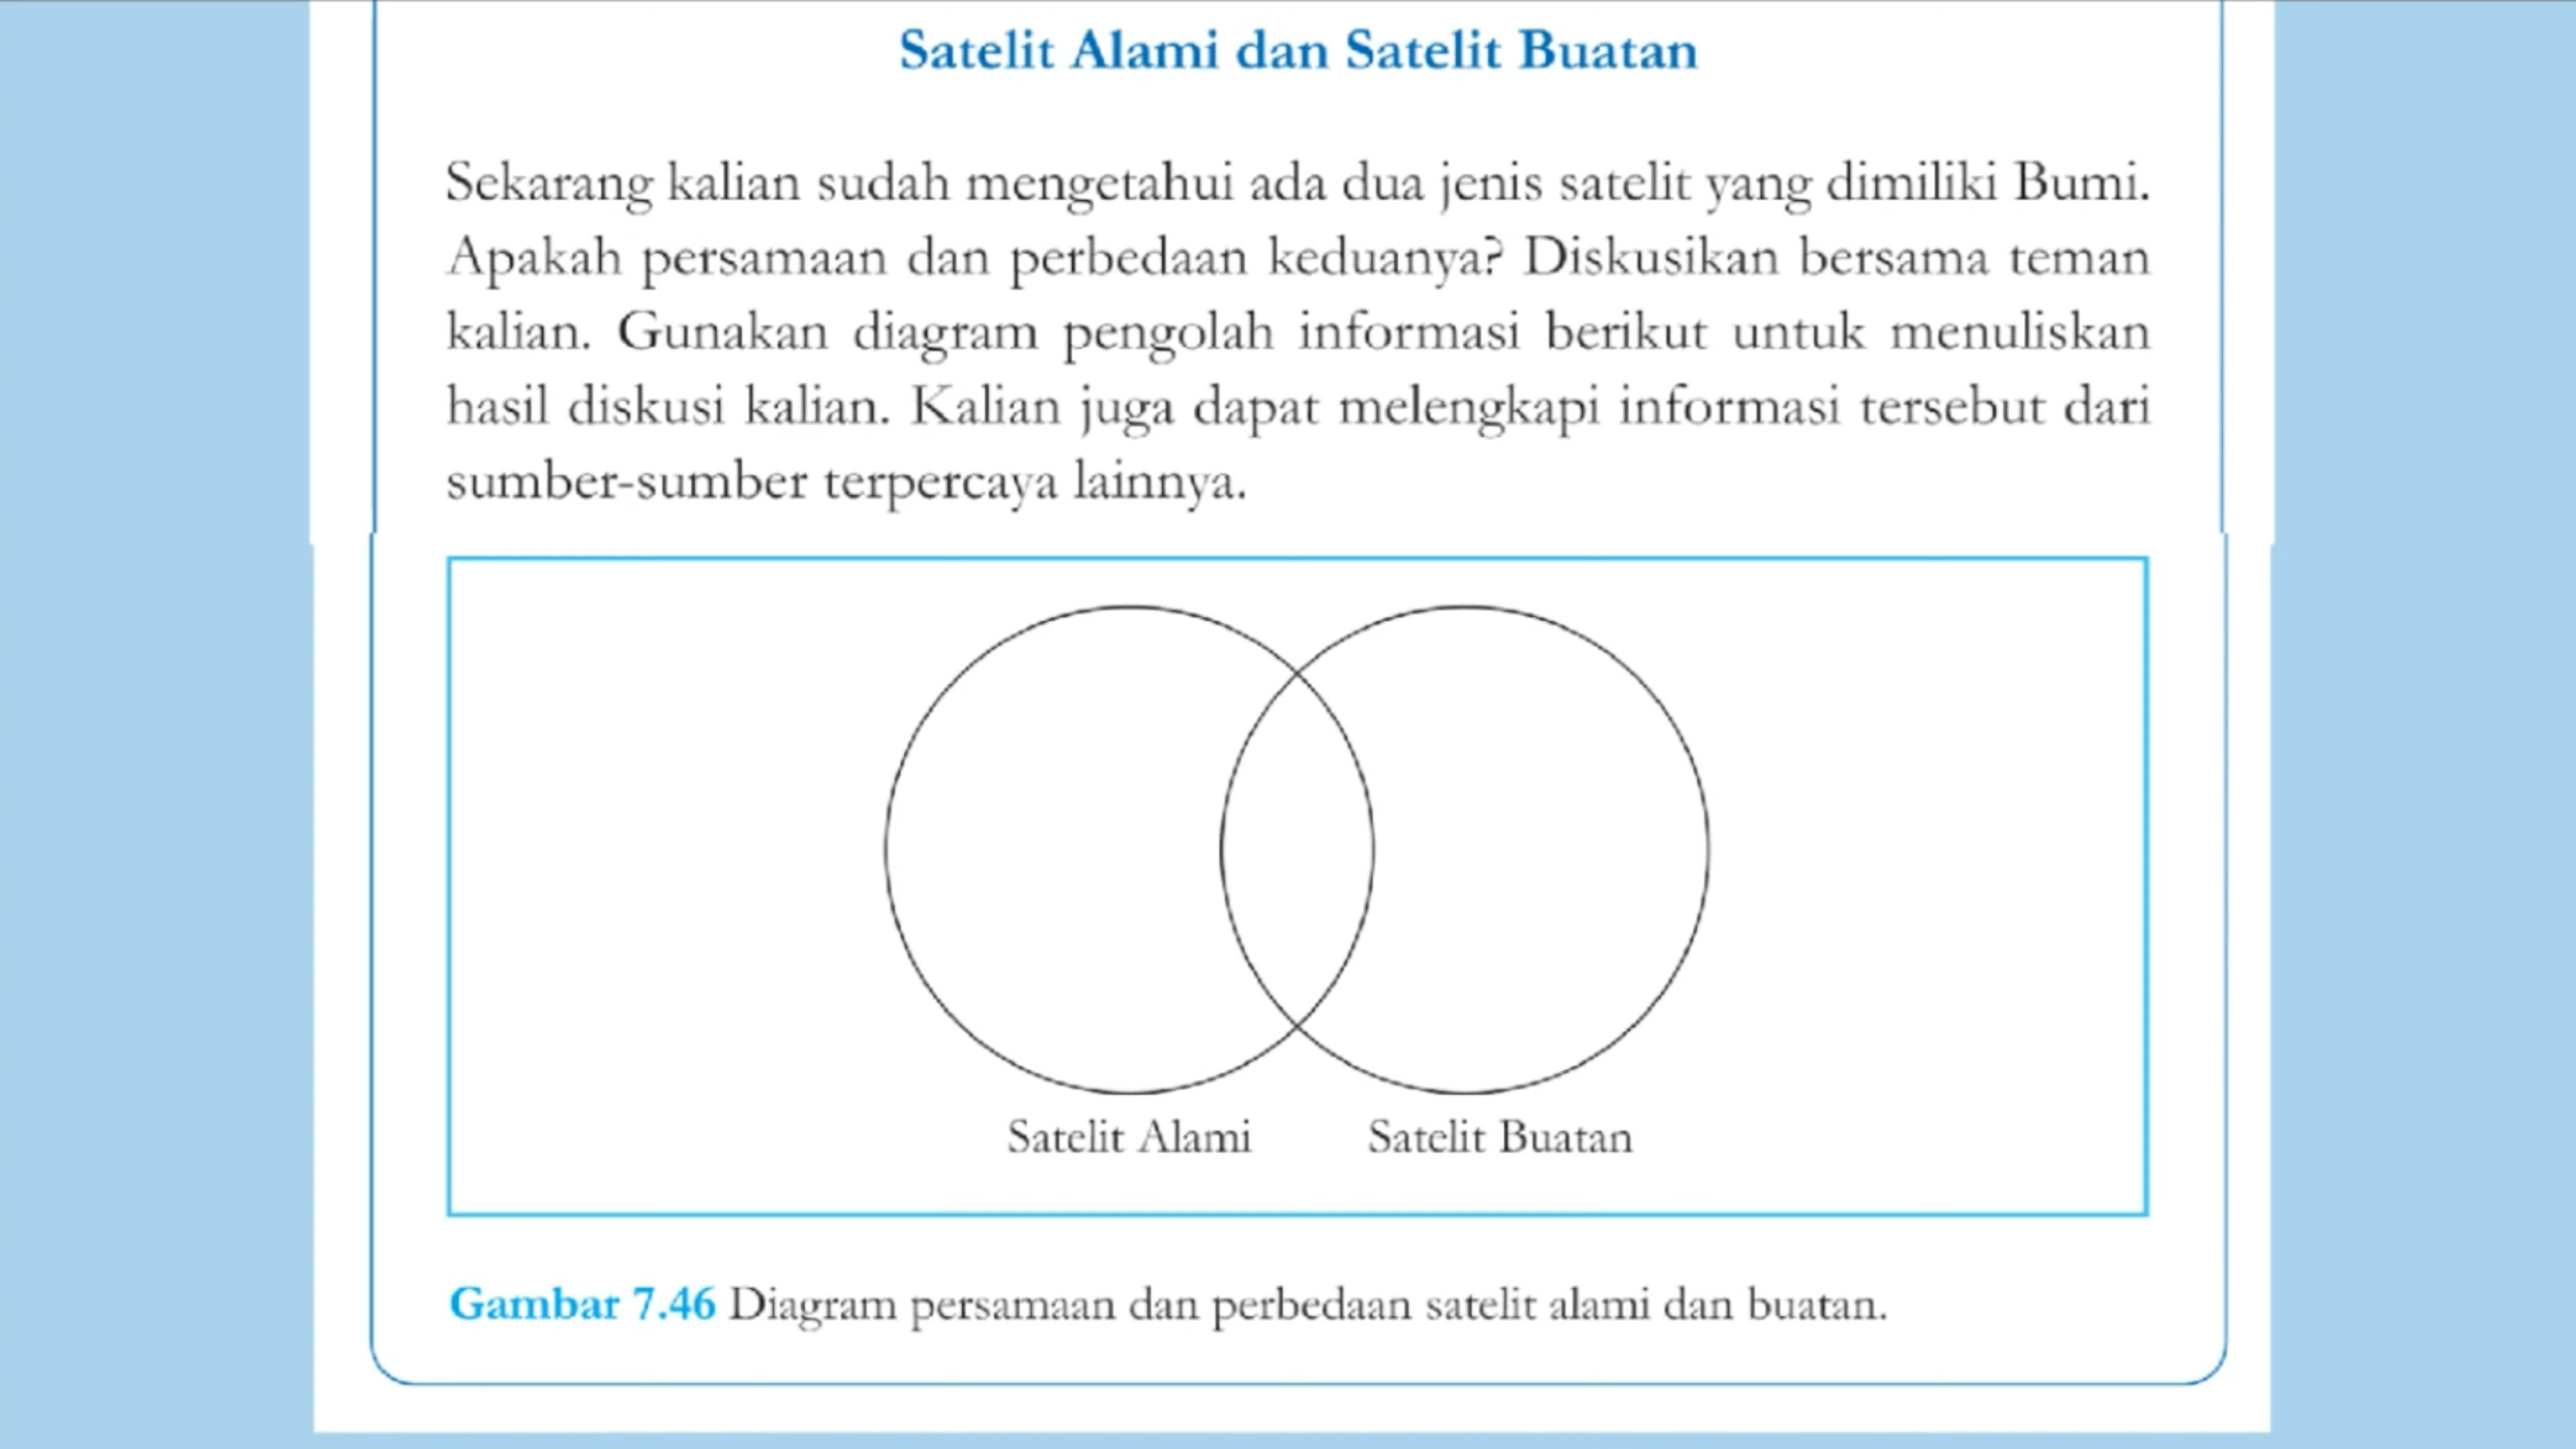 Satelit Alami dan Satelit Buatan
Sekarang kalian sudah mengetahui ada dua jenis satelit yang dimiliki Bumi.
Apakah persamaan dan perbedaan keduanya? Diskusikan bersama teman
kalian. Gunakan diagram pengolah informasi berikut untuk menuliskan
hasil diskusi kalian. Kalian juga dapat melengkapi informasi tersebut dari
sumber-sumber terpercaya lainnya.
Satelit Alami
Satelit Buatan
Gambar 7.46 Diagram persamaan dan perbedaan satelit alami dan buatan.